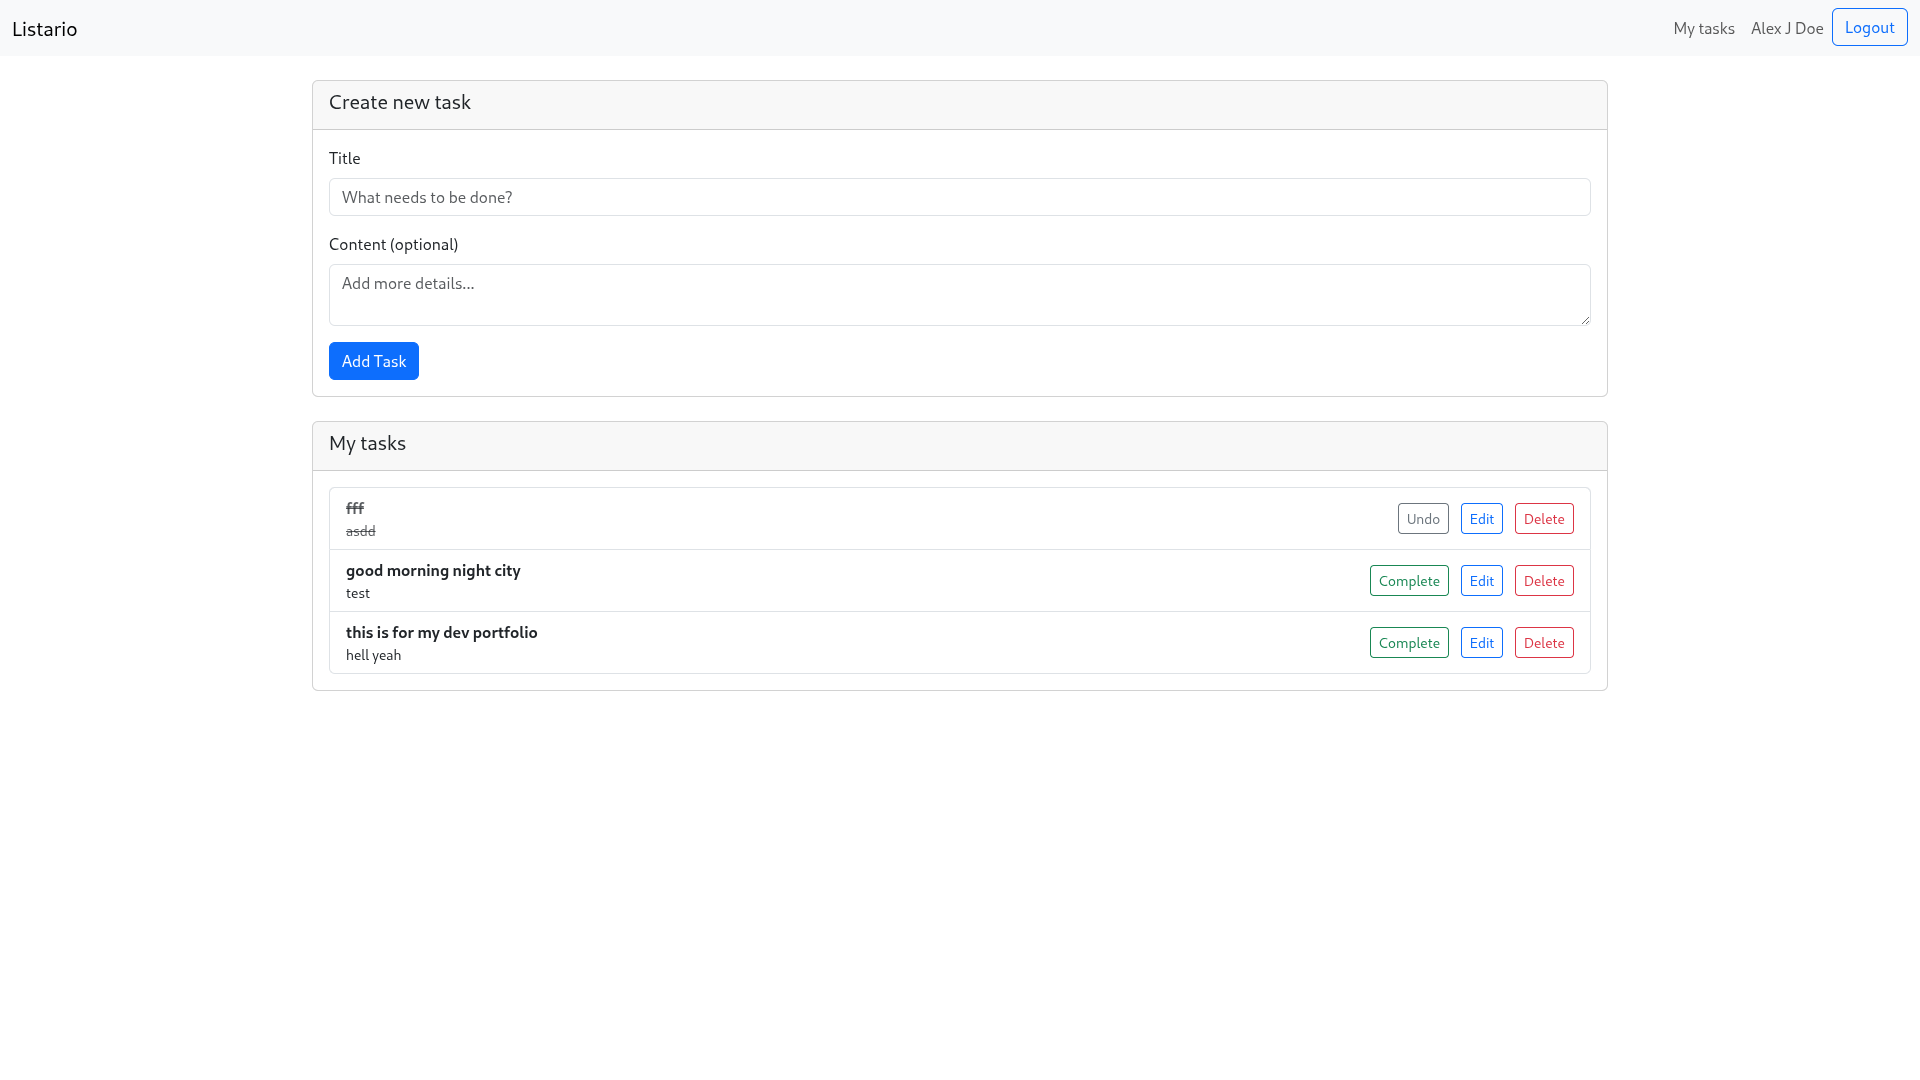 Listario
My tasks Alex J Doe Logout
Create new task
Title
What needs to be done?
Content (optional)
Add more details...
Add Task
My tasks
fff
asdd
Undo Edit Delete
good morning night city
test
Complete Edit Delete
this is for my dev portfolio
hell yeah
Complete Edit Delete